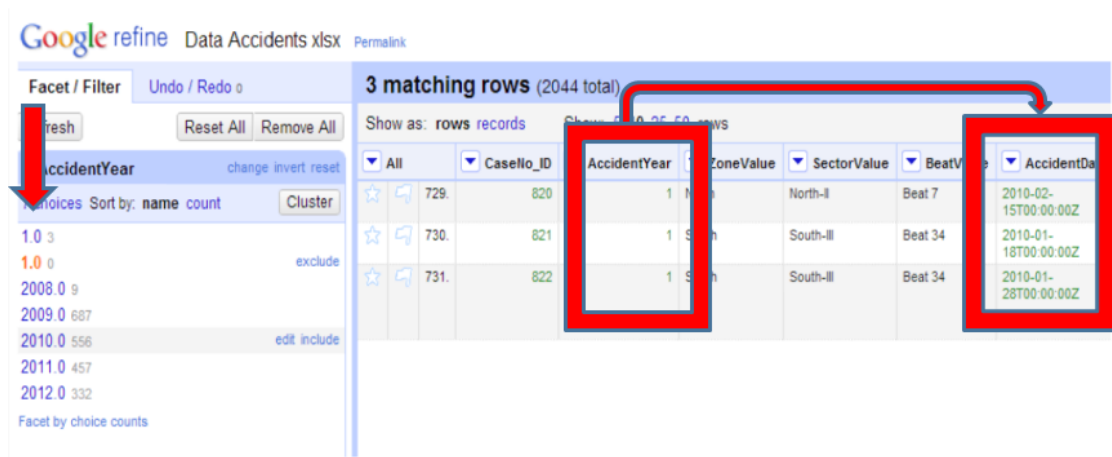 Google refine Data Accidents xlsx Permalink
Facet / Filter Undo / Redo 0
3 matching rows (2044 total)
Reset All Remove All
Show as: rows records
rows
AccidentYear change invert reset
choices Sort by: name count Cluster
1.0 3
1.0 0 exclude
2008.0 9
2009.0 687
2010.0 556 edit include
2011.0 457
2012.0 332
Facet by choice counts
All CaseNo_ID AccidentYear ZoneValue SectorValue
729. 820 1 North-II Beat 7 2010-02-
15T00:00:00Z
730. 821 1 South-III Beat 34 2010-01-
18T00:00:00Z
731. 822 1 South-III Beat 34 2010-01-
28T00:00:00Z